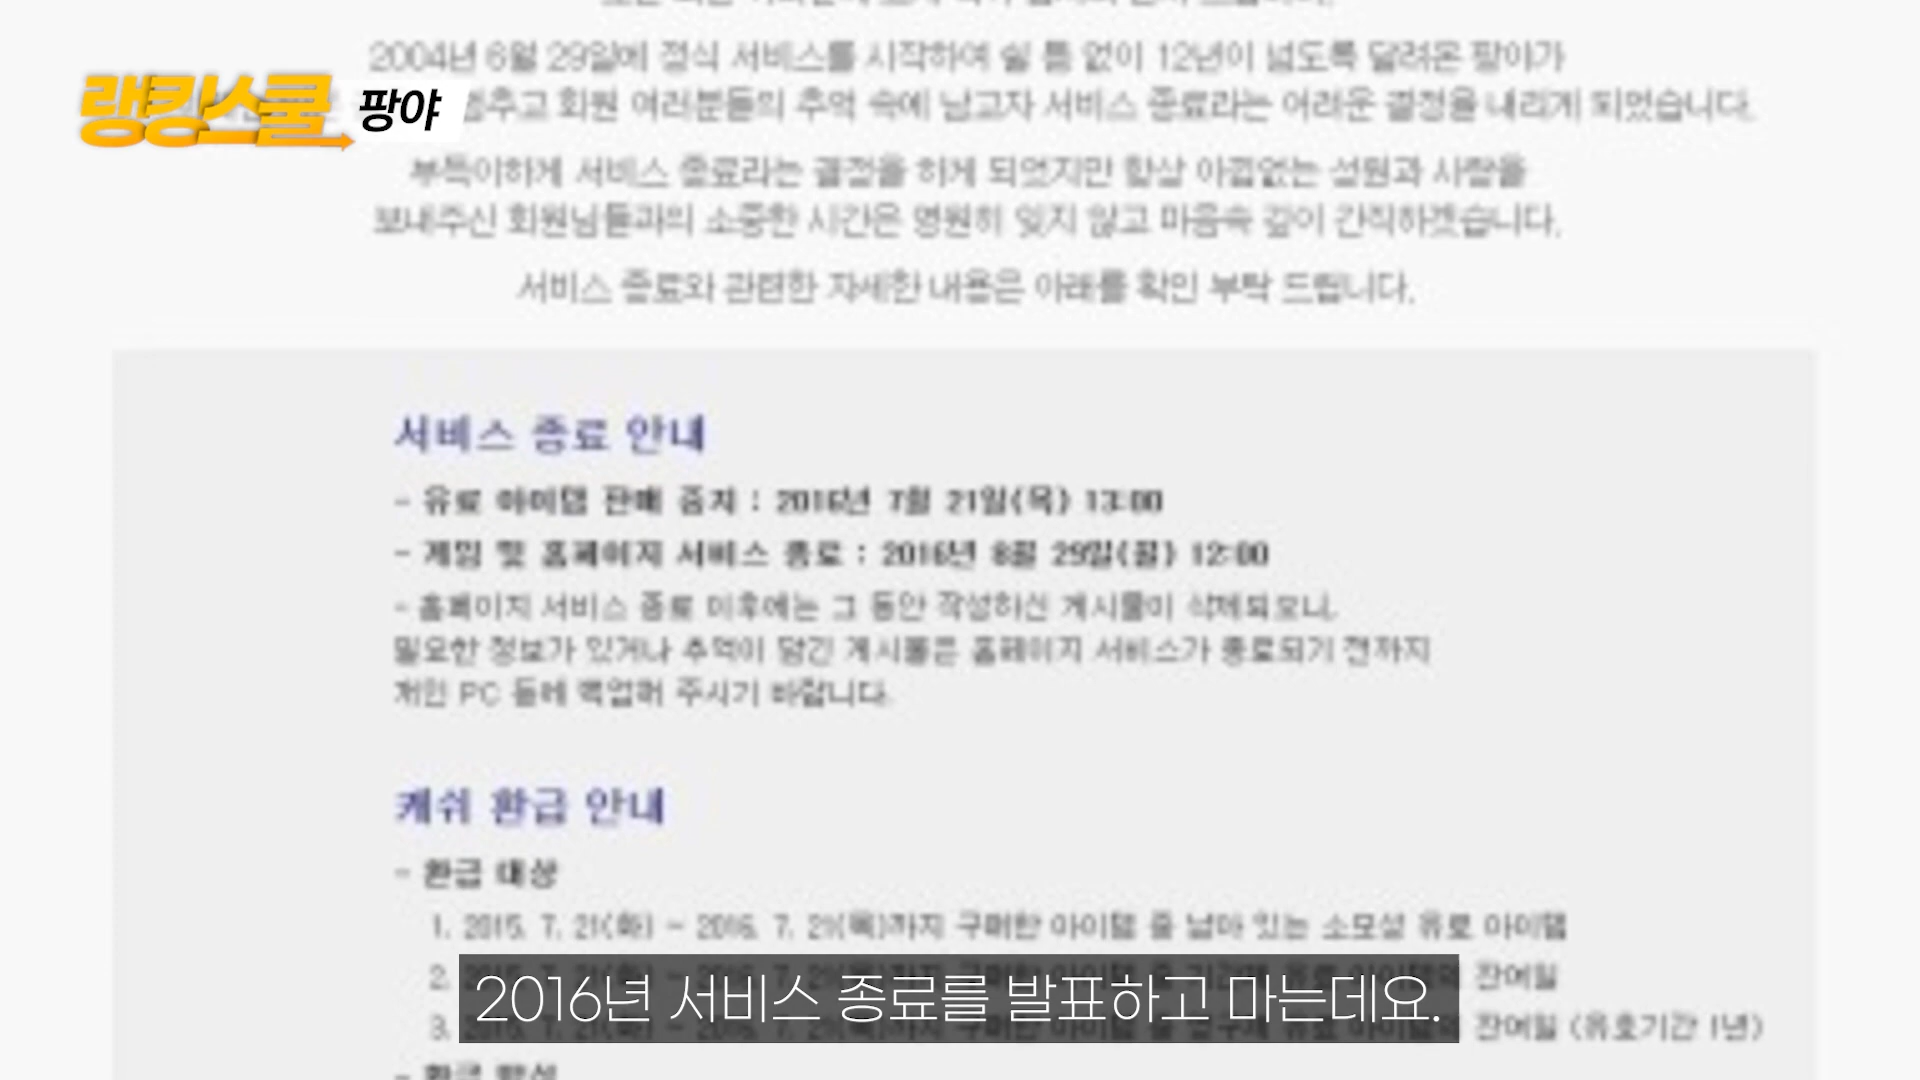 2004년 6월 29일에 정식 서비스를 시작하여 쉴 틈 없이 12년이 넘도록 달려온 팡야가
랭킹스쿨 팡야
멈추고 회원 여러분들의 추억 속에 남고자 서비스 종료라는 어려운 결정을 내리게 되었습니다.
부득이하게 서비스 종료라는 결정을 하게 되었지만 항상 아낌없는 성원과 사랑을
보내주신 회원님들과의 소중한 시간은 영원히 잊지 않고 마음속 깊이 간직하겠습니다.
서비스 종료와 관련한 자세한 내용은 아래를 확인 부탁 드립니다.
서비스 종료 안내
- 유료 아이템 판매 중지 : 2016년 7월 21일(목) 13:00
- 게임 및 홈페이지 서비스 종료 : 2016년 8월 29일(월) 12:00
- 홈페이지 서비스 종료 이후에는 그 동안 작성하신 게시물이 삭제되오니,
필요한 정보가 있거나 추억이 담긴 게시물은 홈페이지 서비스가 종료되기 전까지
개인 PC 등에 백업해 주시기 바랍니다.
캐쉬 환급 안내
- 환급 대상
1. 2015. 7. 21(화) ~ 2016. 7. 21(목)까지 구매한 아이템 중 남아 있는 소모성 유료 아이템
2. 잔여일
3. 잔여일 (유효기간 1년)
2016년 서비스 종료를 발표하고 마는데요.